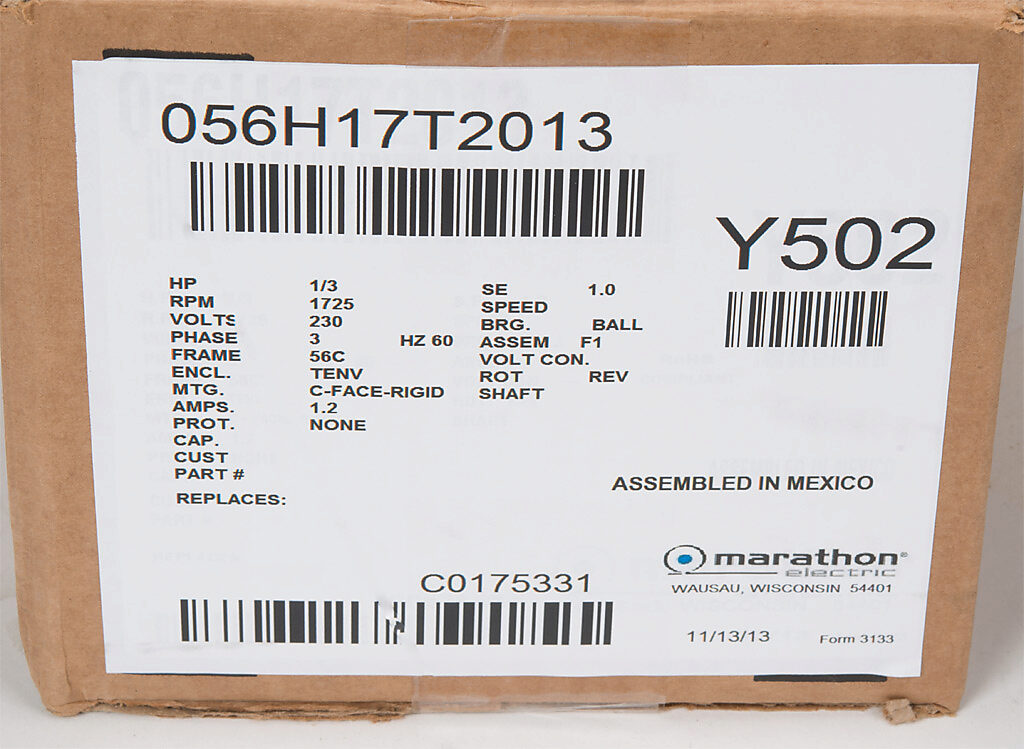 056H17T2013
Y502
HP 1/3 SE 1.0
RPM 1725 SPEED
VOLTS 230 BRG. BALL
PHASE 3 HZ 60 ASSEM F1
FRAME 56C VOLT CON.
ENCL. TENV ROT REV
MTG. C-FACE-RIGID SHAFT
AMPS. 1.2
PROT. NONE
CAP.
CUST
PART #
REPLACES:
ASSEMBLED IN MEXICO
marathon®
electric
WAUSAU, WISCONSIN 54401
C0175331
11/13/13 Form 3133